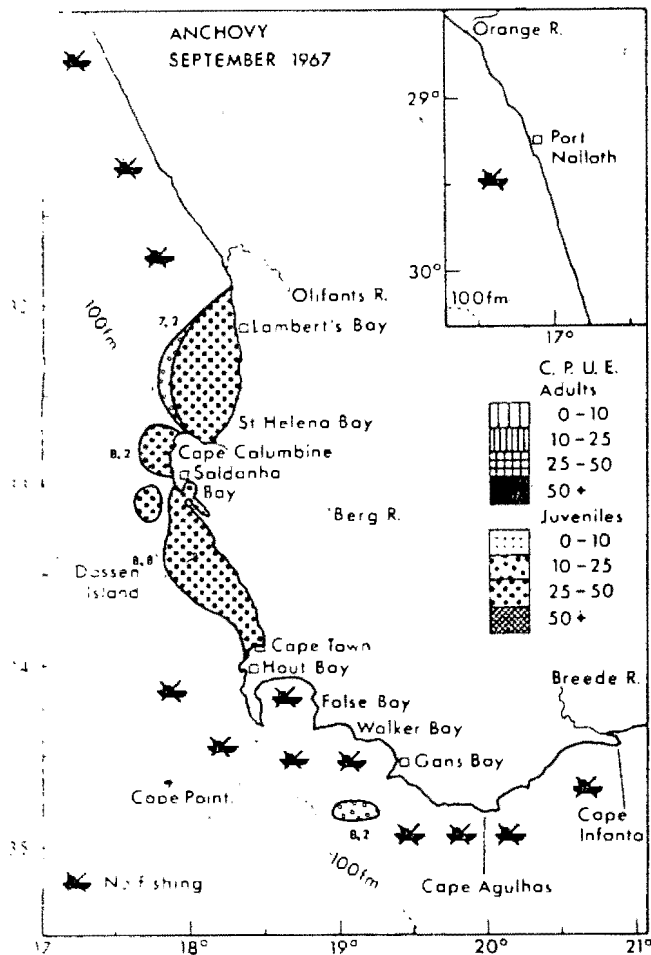 ANCHOVY
SEPTEMBER 1967
Orange R.
29°
Port
Nolloth
30°
100fm
17°
Olifants R.
100fm
7,2
Lambert's Bay
C. P. U. E.
Adults
0-10
10-25
25-50
50+
Juveniles
0-10
10-25
25-50
50+
St Helena Bay
8,2
Cape Columbine
Saldanha
Bay
Berg R.
8,8
Dassen
Island
Cape Town
Hout Bay
Breede R.
False Bay
Walker Bay
Gans Bay
Cape Point
8,2
Cape
Infanta
100fm
No fishing
Cape Agulhas
17
18°
19°
20°
21°